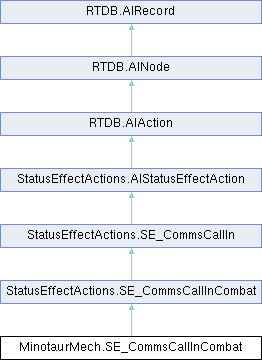 RTDB.AIRecord
RTDB.AINode
RTDB.AIAction
StatusEffectActions.AIStatusEffectAction
StatusEffectActions.SE_CommsCallIn
StatusEffectActions.SE_CommsCallInCombat
MinotaurMech.SE_CommsCallInCombat